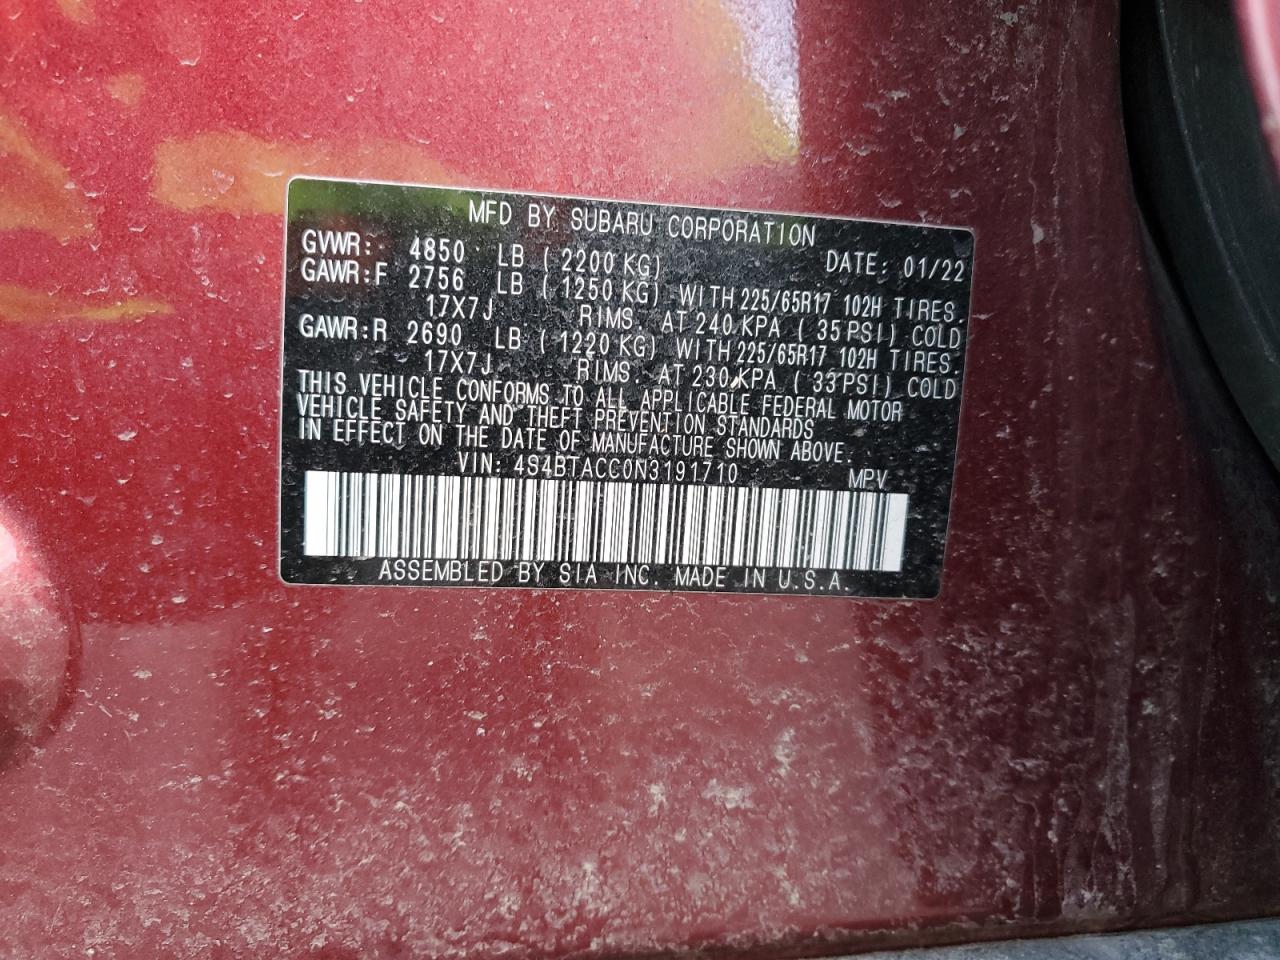 MFD BY SUBARU CORPORATION
GVWR: 4850 LB ( 2200 KG) DATE: 01/22
GAWR:F 2756 LB ( 1250 KG) WITH 225/65R17 102H TIRES.
17X7J RIMS. AT 240 KPA ( 35 PSI) COLD
GAWR:R 2690 LB ( 1220 KG) WITH 225/65R17 102H TIRES.
17X7J RIMS. AT 230 KPA ( 33 PSI) COLD
THIS VEHICLE CONFORMS TO ALL APPLICABLE FEDERAL MOTOR
VEHICLE SAFETY AND THEFT PREVENTION STANDARDS
IN EFFECT ON THE DATE OF MANUFACTURE SHOWN ABOVE.
VIN: 4S4BTACC0N3191710 MPV
ASSEMBLED BY SIA INC. MADE IN U.S.A.